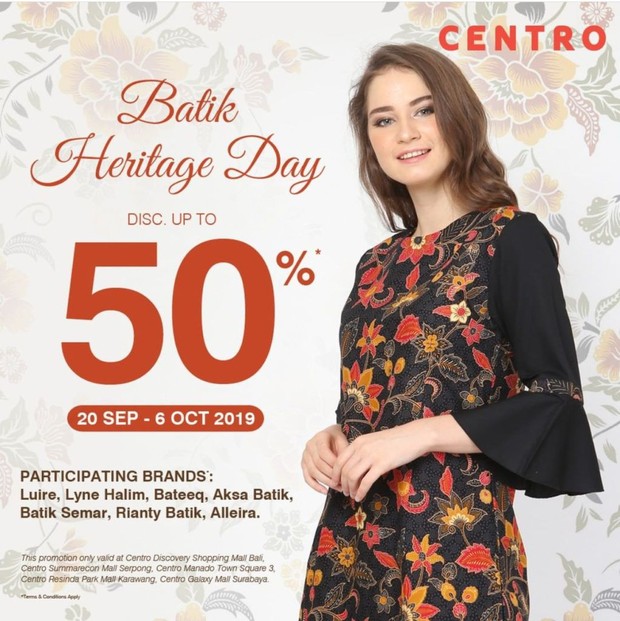 CENTRO
Batik
Heritage Day
DISC. UP TO
50%*
20 SEP - 6 OCT 2019
PARTICIPATING BRANDS*:
Luire, Lyne Halim, Bateeq, Aksa Batik,
Batik Semar, Rianty Batik, Alleira.
This promotion only valid at Centro Discovery Shopping Mall Bali,
Centro Summarecon Mall Serpong, Centro Manado Town Square 3,
Centro Resinda Park Mall Karawang, Centro Galaxy Mall Surabaya.
*Terms & Conditions Apply